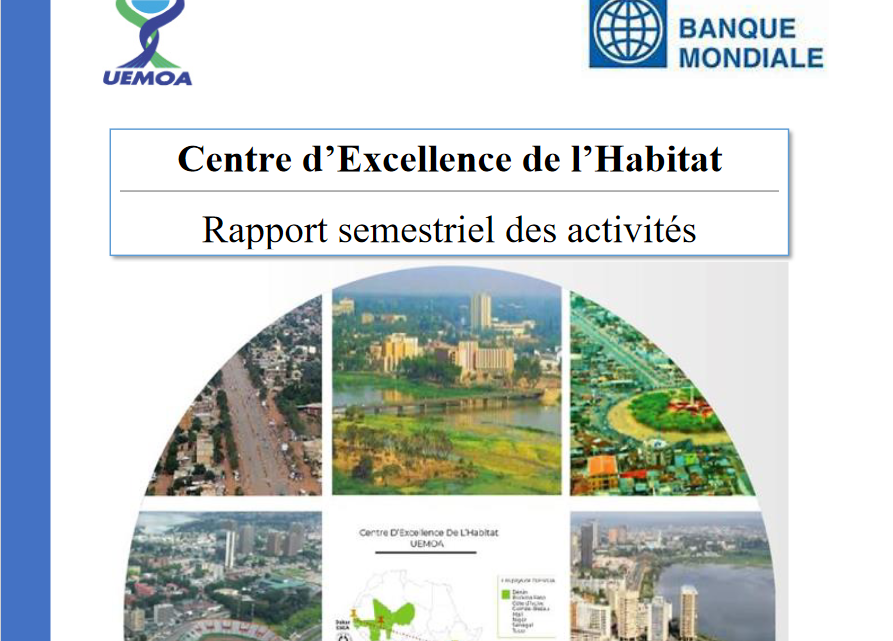 UEMOA
BANQUE
MONDIALE
Centre d’Excellence de l’Habitat
Rapport semestriel des activités
Centre D'Excellence De L'Habitat
UEMOA
Bénin
Burkina Faso
Côte d'Ivoire
Guinée Bissau
Mali
Niger
Sénégal
Togo
Dakar